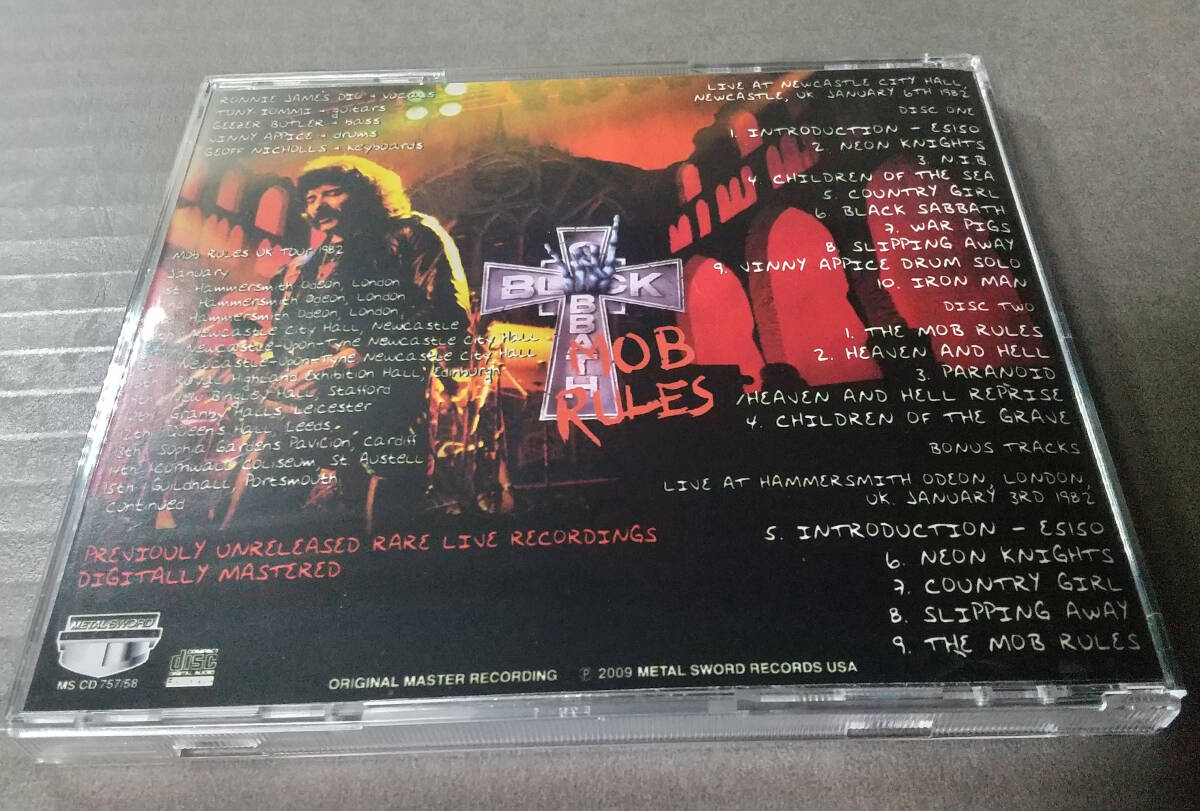 RONNIE JAMES DIO • vocals
TONY IOMMI • guitars
GEEZER BUTLER • bass
VINNY APPICE • drums
GEOFF NICHOLLS • keyboards
MOB RULES UK TOUR 1982
January
Hammersmith Odeon, London
Hammersmith Odeon, London
Hammersmith Odeon, London,
Newcastle City Hall, Newcastle
Newcastle-Upon-Tyne Newcastle City Hall
Newcastle-Upon-Tyne Newcastle City Hall
Royal Highland Exhibition Hall, Edinburgh
New Bingley Hall, Stafford
Granby Halls, Leicester
12th Queen's Hall, Leeds,
13th Sophia Gardens Pavilion, Cardiff
14th Cornwall Coliseum, St Austell
15th Guildhall, Portsmouth
continued
PREVIOULY UNRELEASED RARE LIVE RECORDINGS
DIGITALLY MASTERED
METAL SWORD
MS CD 757/58
COMPACT
disc
DIGITAL AUDIO
BLACK
SABBATH
MOB
RULES
LIVE AT NEWCASTLE CITY HALL
NEWCASTLE, UK JANUARY 6TH 1982
DISC ONE
1. INTRODUCTION - E5150
2. NEON KNIGHTS
3. N.I.B.
4. CHILDREN OF THE SEA
5. COUNTRY GIRL
6. BLACK SABBATH
7. WAR PIGS
8. SLIPPING AWAY
9. VINNY APPICE DRUM SOLO
10. IRON MAN
DISC TWO
1. THE MOB RULES
2. HEAVEN AND HELL
3. PARANOID
/HEAVEN AND HELL REPRISE
4. CHILDREN OF THE GRAVE
BONUS TRACKS
LIVE AT HAMMERSMITH ODEON, LONDON,
UK JANUARY 3RD 1982
5. INTRODUCTION - E5150
6. NEON KNIGHTS
7. COUNTRY GIRL
8. SLIPPING AWAY
9. THE MOB RULES
ORIGINAL MASTER RECORDING ℗ 2009 METAL SWORD RECORDS USA